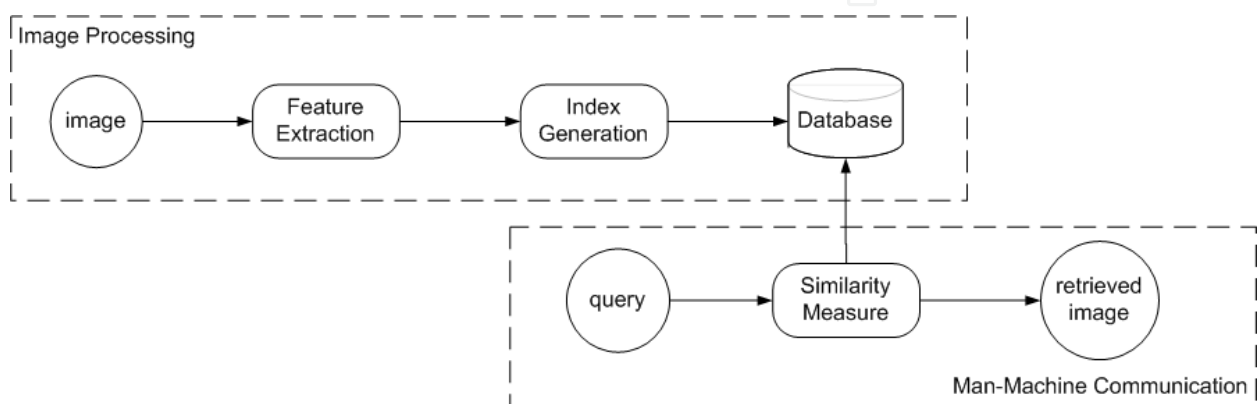 Image Processing
image
Feature
Extraction
Index
Generation
Database
query
Similarity
Measure
retrieved
image
Man-Machine Communication